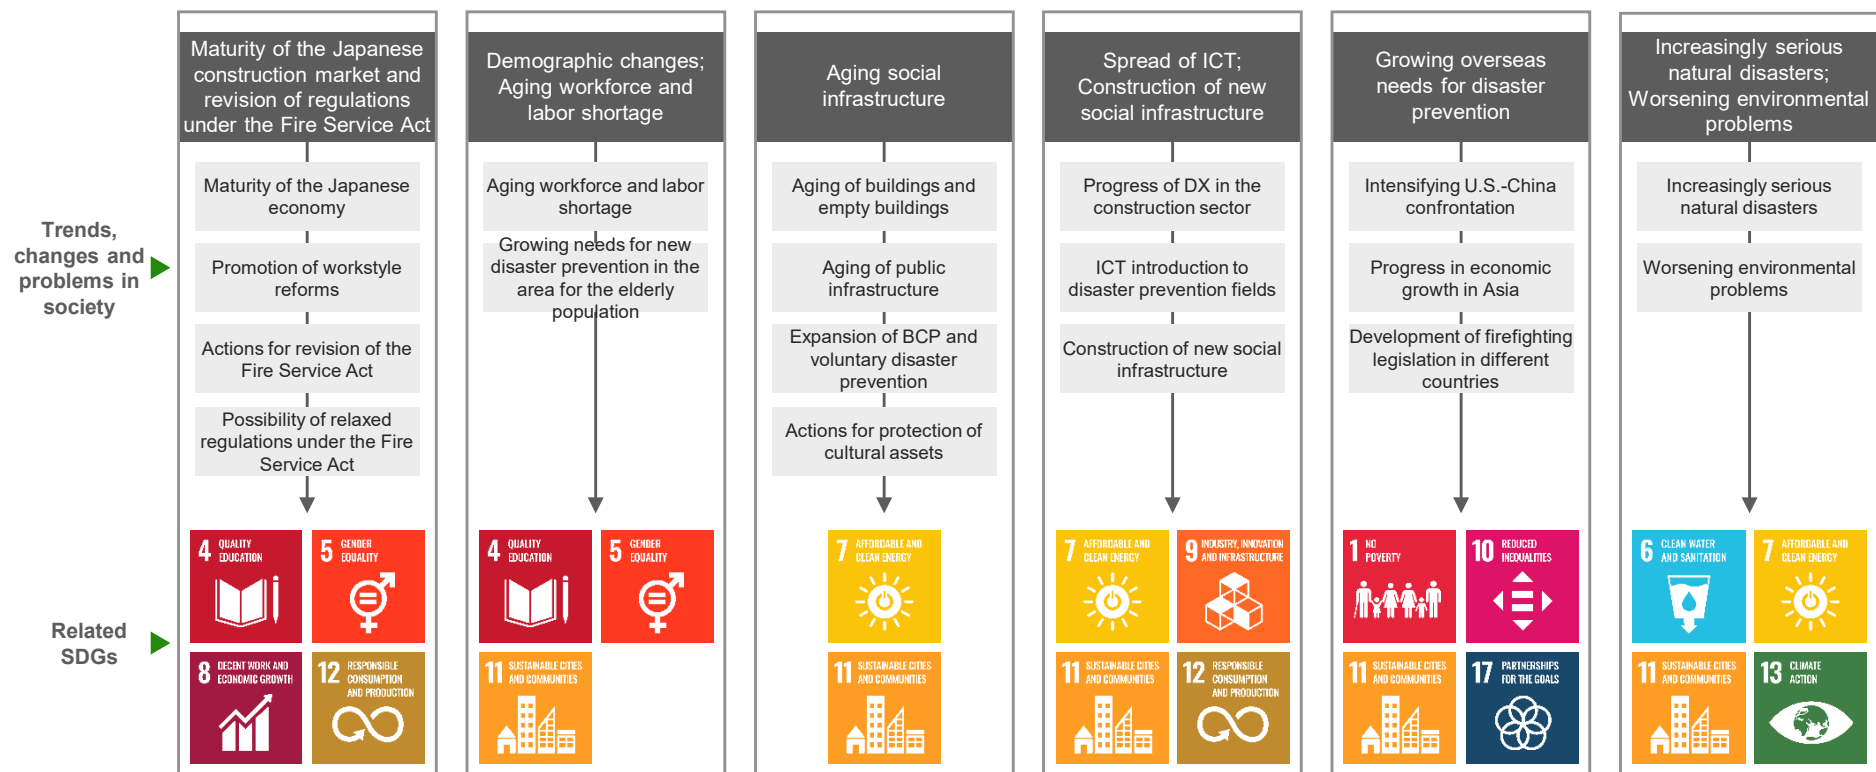 Maturity of the Japanese
construction market and
revision of regulations
under the Fire Service Act
Demographic changes;
Aging workforce and
labor shortage
Aging social
infrastructure
Spread of ICT;
Construction of new
social infrastructure
Growing overseas
needs for disaster
prevention
Increasingly serious
natural disasters;
Worsening environmental
problems
Trends,
changes and
problems in
society
Maturity of the Japanese
economy
Promotion of workstyle
reforms
Actions for revision of the
Fire Service Act
Possibility of relaxed
regulations under the Fire
Service Act
Aging workforce and labor
shortage
Growing needs for new
disaster prevention in the
area for the elderly
population
Aging of buildings and
empty buildings
Aging of public
infrastructure
Expansion of BCP and
voluntary disaster
prevention
Actions for protection of
cultural assets
Progress of DX in the
construction sector
ICT introduction to
disaster prevention fields
Construction of new social
infrastructure
Intensifying U.S.-China
confrontation
Progress in economic
growth in Asia
Development of firefighting
legislation in different
countries
Increasingly serious
natural disasters
Worsening environmental
problems
Related
SDGs
4 QUALITY
EDUCATION
5 GENDER
EQUALITY
8 DECENT WORK AND
ECONOMIC GROWTH
12 RESPONSIBLE
CONSUMPTION
AND PRODUCTION
4 QUALITY
EDUCATION
5 GENDER
EQUALITY
11 SUSTAINABLE CITIES
AND COMMUNITIES
7 AFFORDABLE AND
CLEAN ENERGY
11 SUSTAINABLE CITIES
AND COMMUNITIES
7 AFFORDABLE AND
CLEAN ENERGY
9 INDUSTRY, INNOVATION
AND INFRASTRUCTURE
11 SUSTAINABLE CITIES
AND COMMUNITIES
12 RESPONSIBLE
CONSUMPTION
AND PRODUCTION
1 NO
POVERTY
10 REDUCED
INEQUALITIES
11 SUSTAINABLE CITIES
AND COMMUNITIES
17 PARTNERSHIPS
FOR THE GOALS
6 CLEAN WATER
AND SANITATION
7 AFFORDABLE AND
CLEAN ENERGY
11 SUSTAINABLE CITIES
AND COMMUNITIES
13 CLIMATE
ACTION